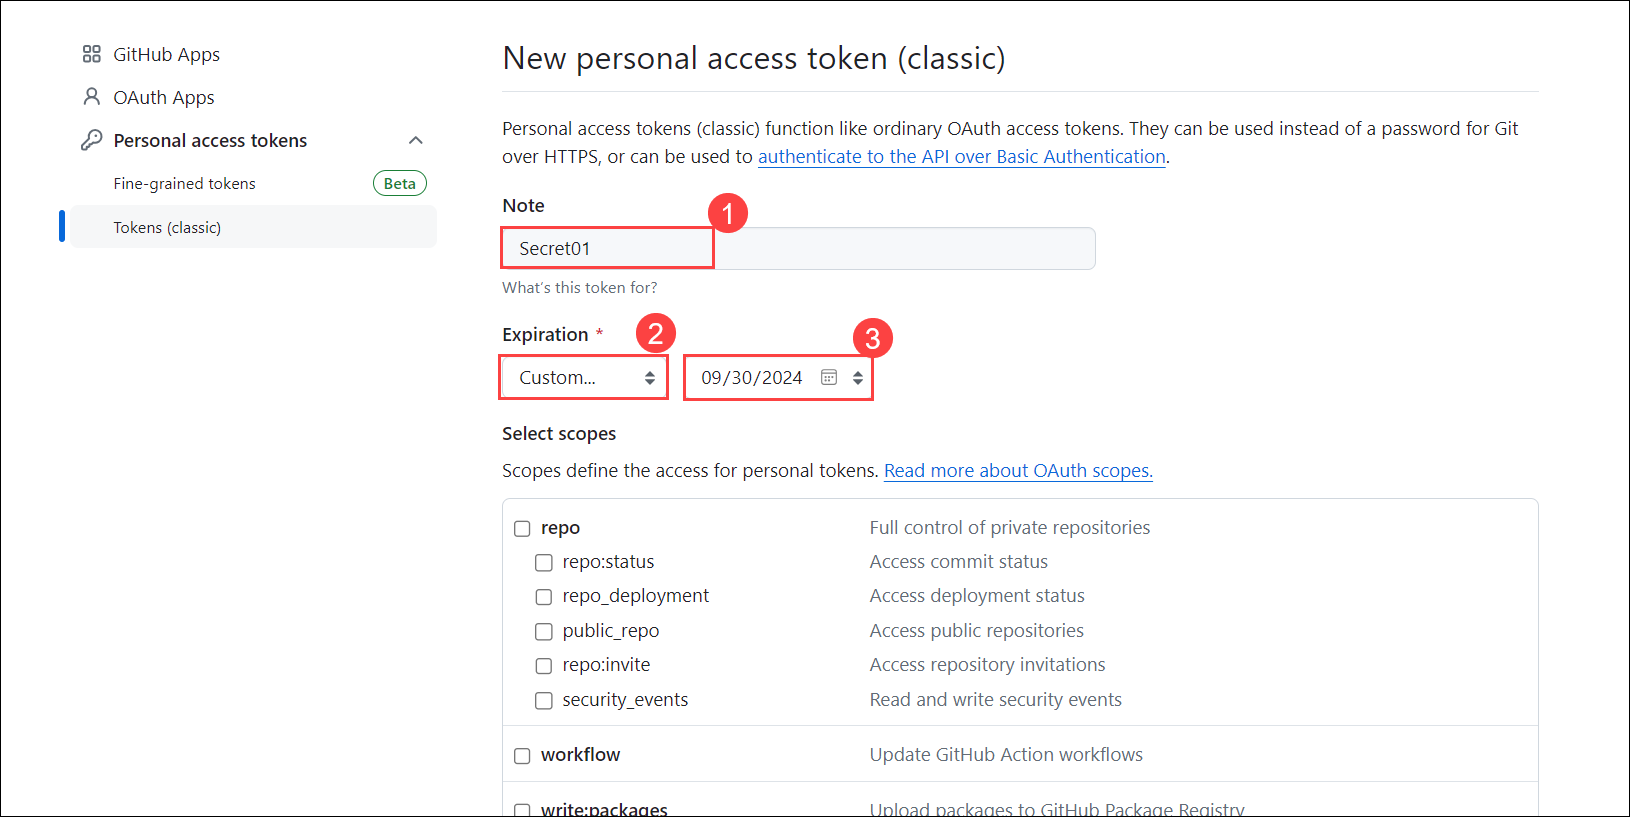 GitHub Apps
OAuth Apps
Personal access tokens
Fine-grained tokens
Beta
Tokens (classic)
New personal access token (classic)
Personal access tokens (classic) function like ordinary OAuth access tokens. They can be used instead of a password for Git
over HTTPS, or can be used to authenticate to the API over Basic Authentication.
Note
1
Secret01
What's this token for?
Expiration *
2
3
Custom...
09/30/2024
Select scopes
Scopes define the access for personal tokens. Read more about OAuth scopes.
repo Full control of private repositories
repo:status Access commit status
repo_deployment Access deployment status
public_repo Access public repositories
repo:invite Access repository invitations
security_events Read and write security events
workflow Update GitHub Action workflows
write:packages Upload packages to GitHub Package Registry